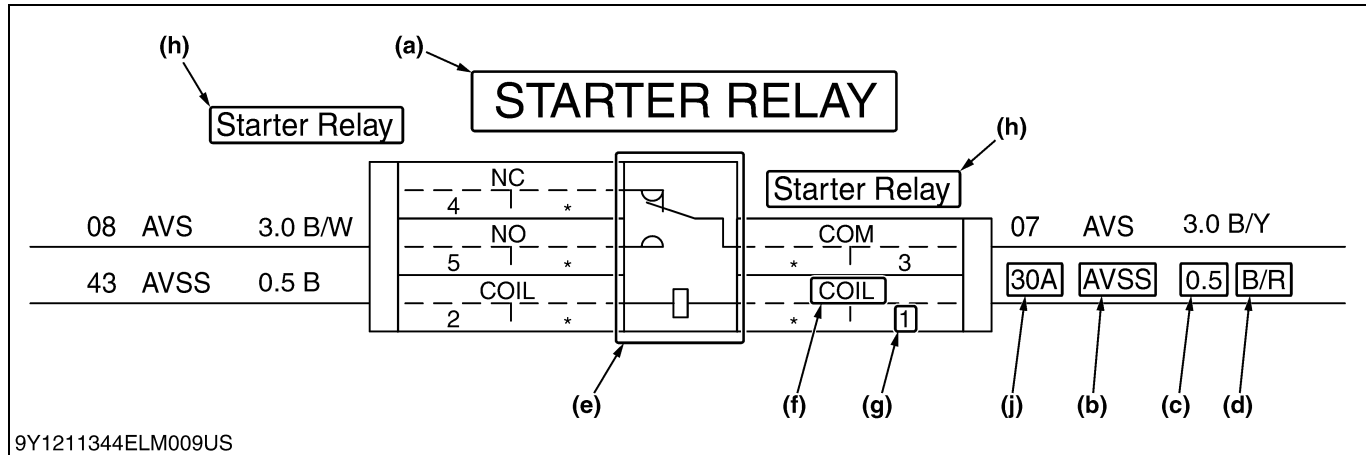 (h) (a)
STARTER RELAY
Starter Relay (h)
Starter Relay
NC
4 *
08 AVS 3.0 B/W NO COM 07 AVS 3.0 B/Y
5 * * 3
43 AVSS 0.5 B COIL COIL 30A AVSS 0.5 B/R
2 * * 1
(e) (f) (g) (j) (b) (c) (d)
9Y1211344ELM009US